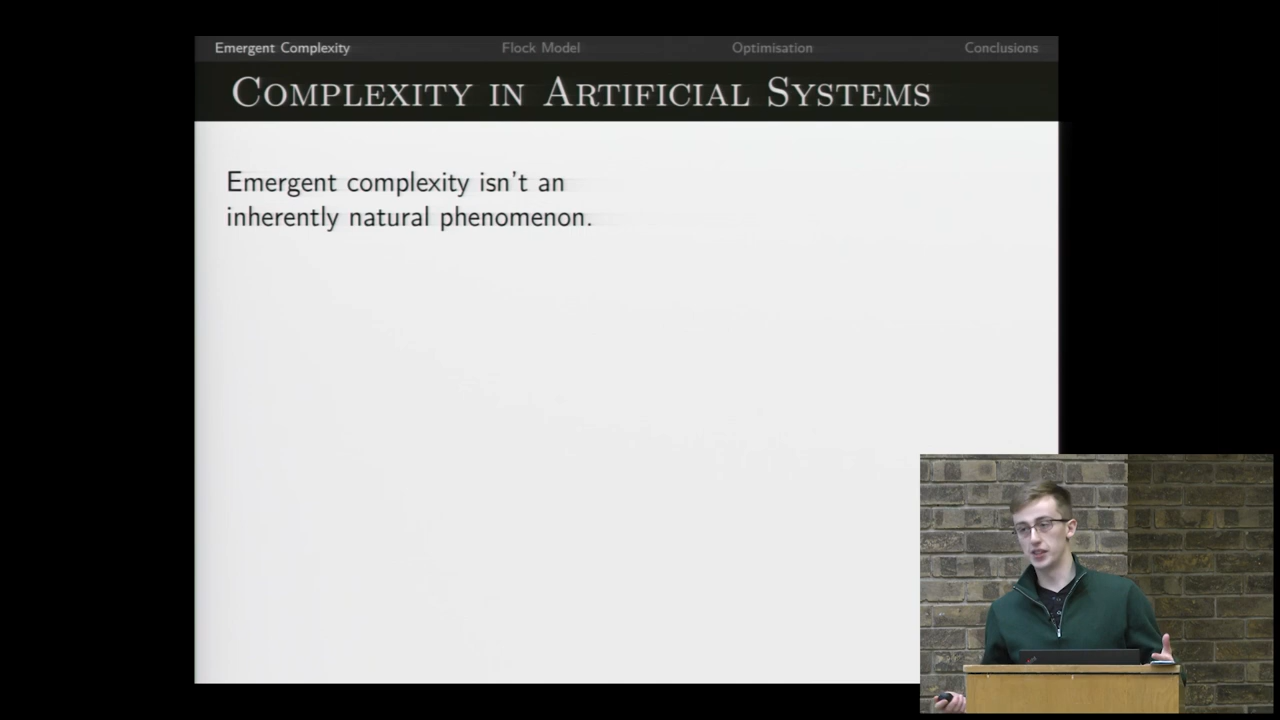 Emergent Complexity Flock Model Optimisation Conclusions
Complexity in Artificial Systems
Emergent complexity isn't an
inherently natural phenomenon.